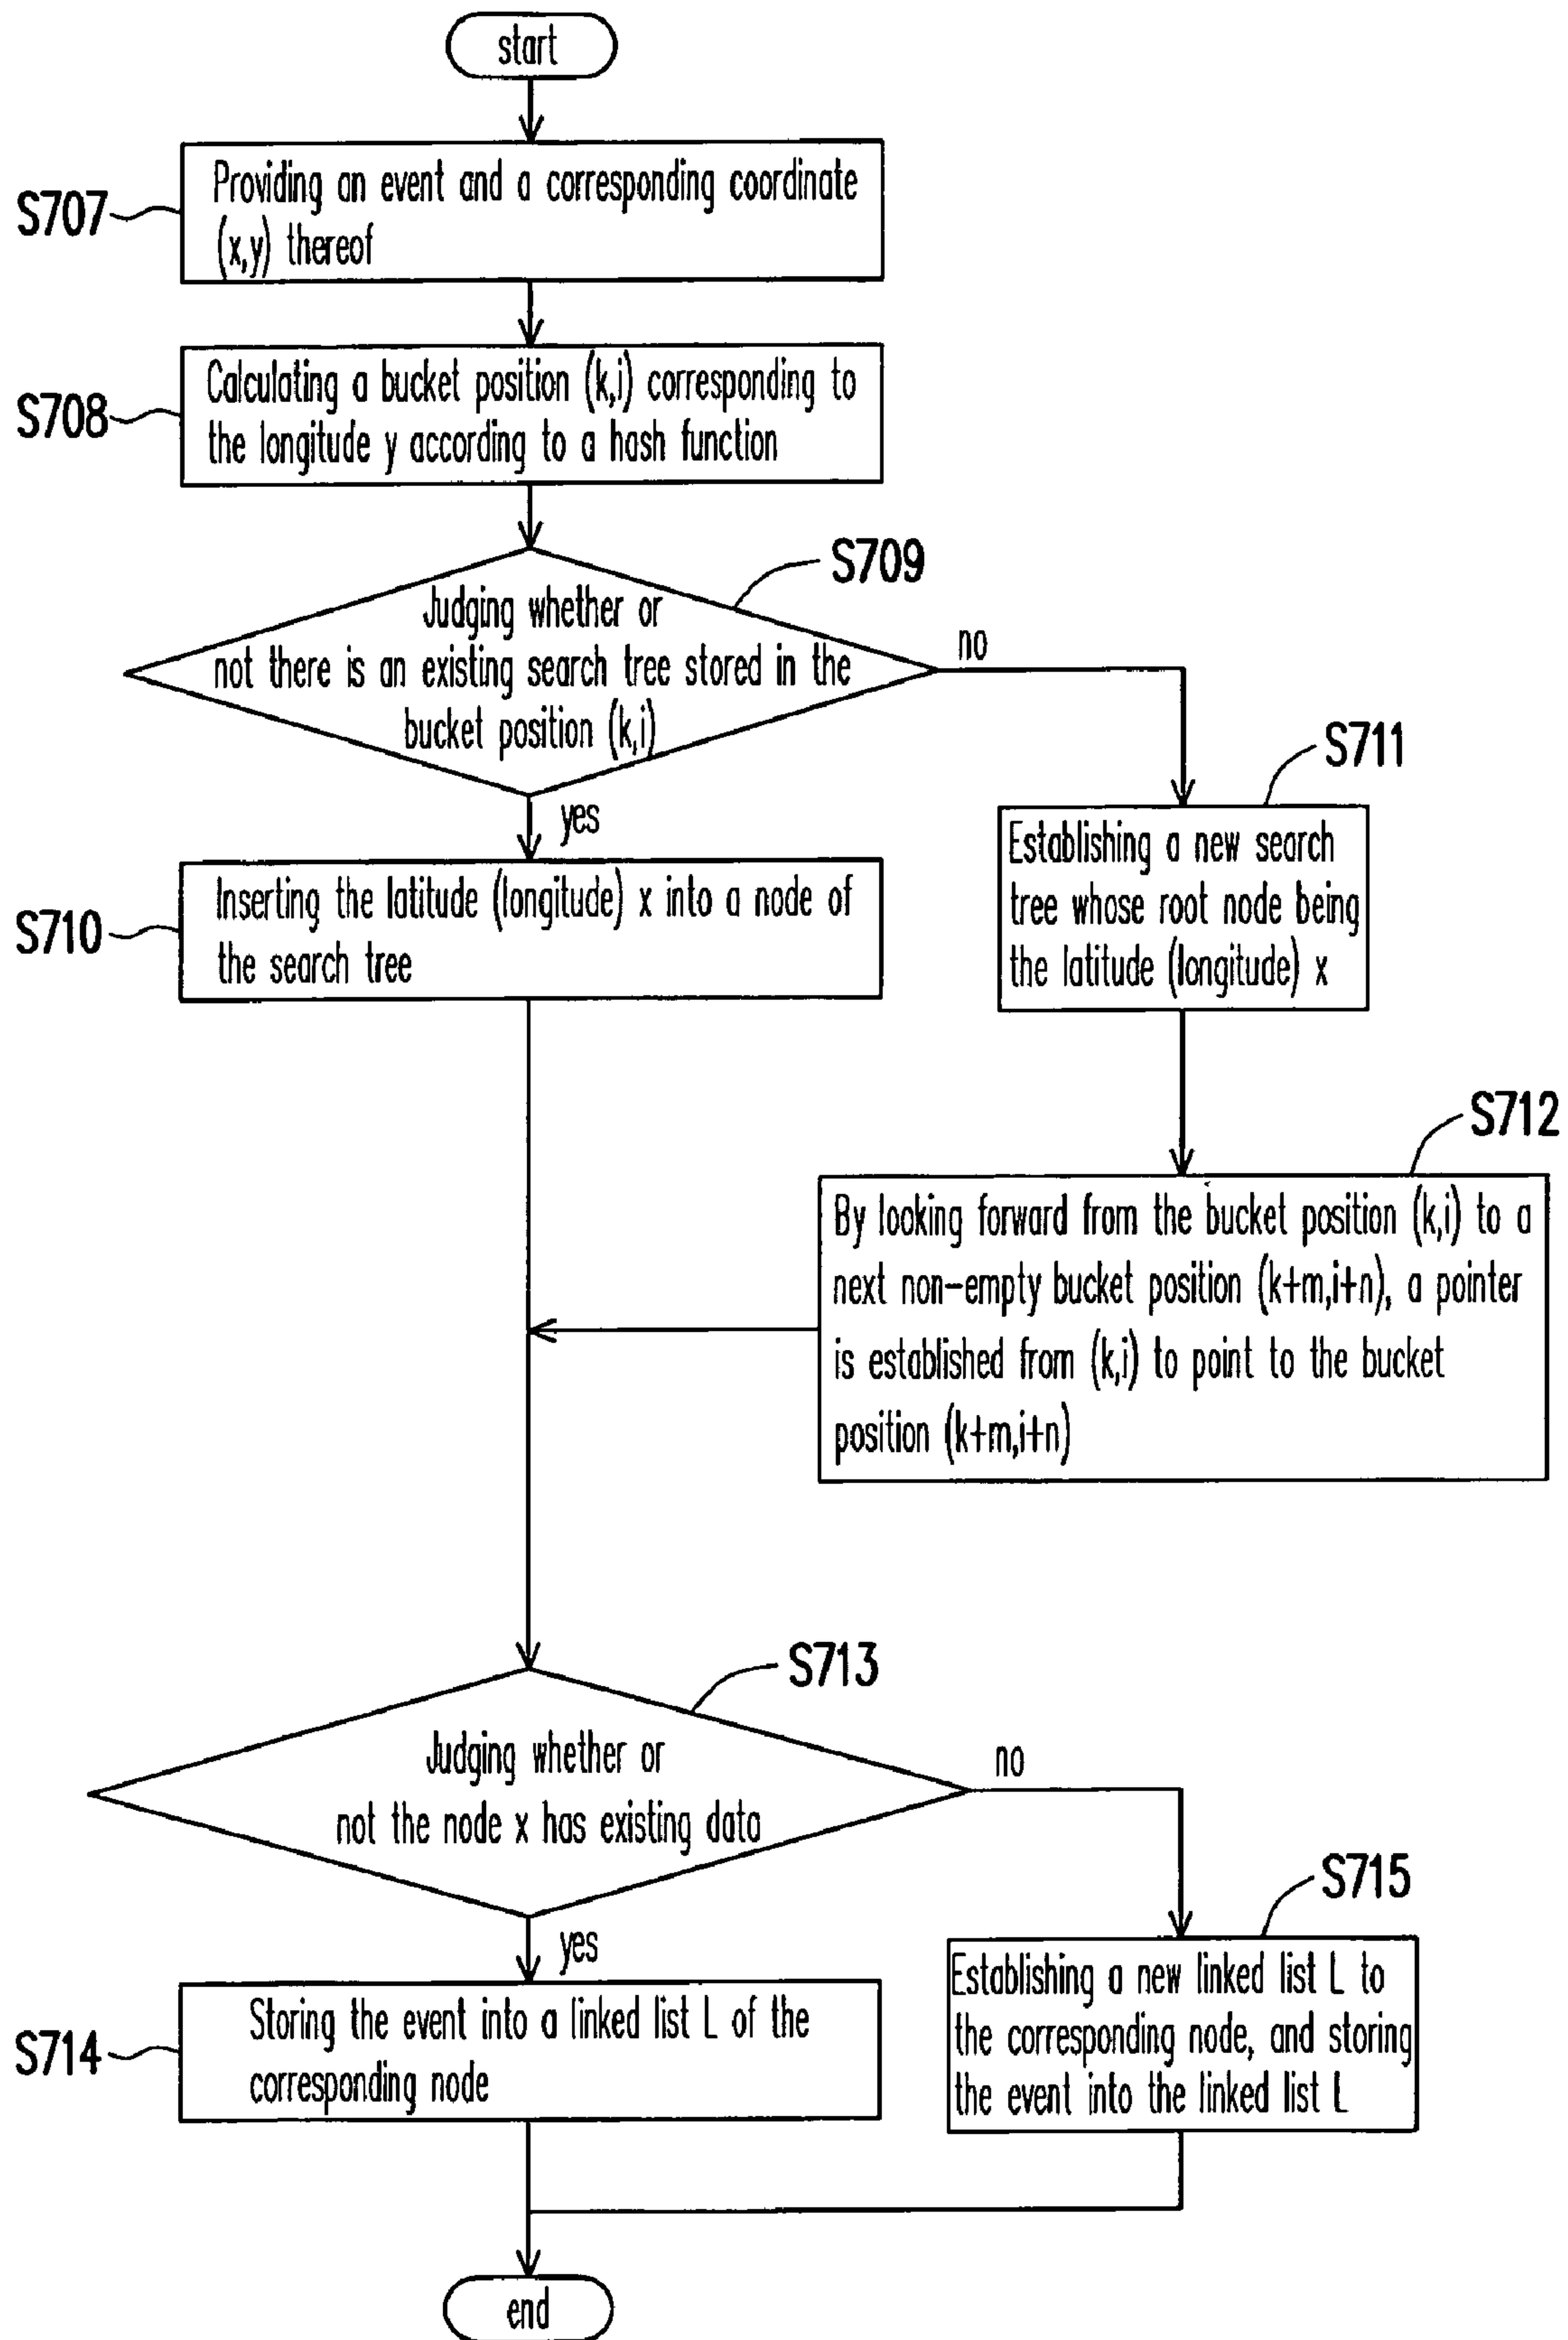 start
S707
Providing an event and a corresponding coordinate
(x,y) thereof
S708
Calculating a bucket position (k,i) corresponding to
the longitude y according to a hash function
S709
Judging whether or
not there is an existing search tree stored in the
bucket position (k,i)
no
yes
S711
Establishing a new search
tree whose root node being
the latitude (longitude) x
S710
Inserting the latitude (longitude) x into a node of
the search tree
S712
By looking forward from the bucket position (k,i) to a
next non-empty bucket position (k+m,i+n), a pointer
is established from (k,i) to point to the bucket
position (k+m,i+n)
S713
Judging whether or
not the node x has existing data
no
yes
S715
Establishing a new linked list L to
the corresponding node, and storing
the event into the linked list L
S714
Storing the event into a linked list L of the
corresponding node
end